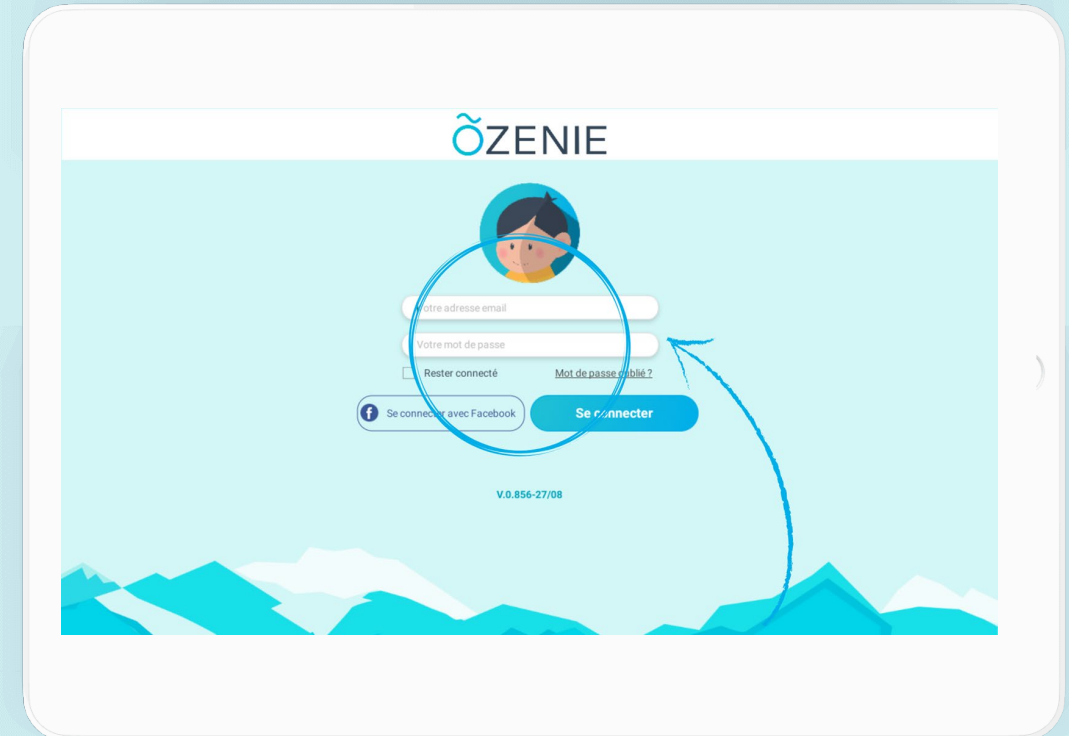 ÕZENIE
Votre adresse email
Votre mot de passe
Rester connecté
Mot de passe oublié ?
f
Se connecter avec Facebook
Se connecter
V.0.856-27/08